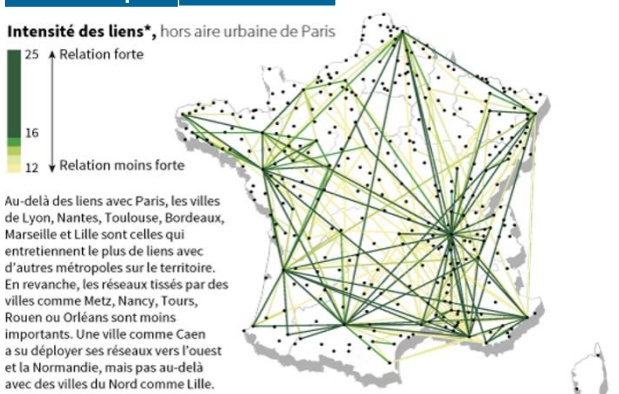 Intensité des liens*, hors aire urbaine de Paris
25
Relation forte
16
12
Relation moins forte
Au-delà des liens avec Paris, les villes
de Lyon, Nantes, Toulouse, Bordeaux,
Marseille et Lille sont celles qui
entretiennent le plus de liens avec
d'autres métropoles sur le territoire.
En revanche, les réseaux tissés par des
villes comme Metz, Nancy, Tours,
Rouen ou Orléans sont moins
importants. Une ville comme Caen
a su déployer ses réseaux vers l'ouest
et la Normandie, mais pas au-delà
avec des villes du Nord comme Lille.